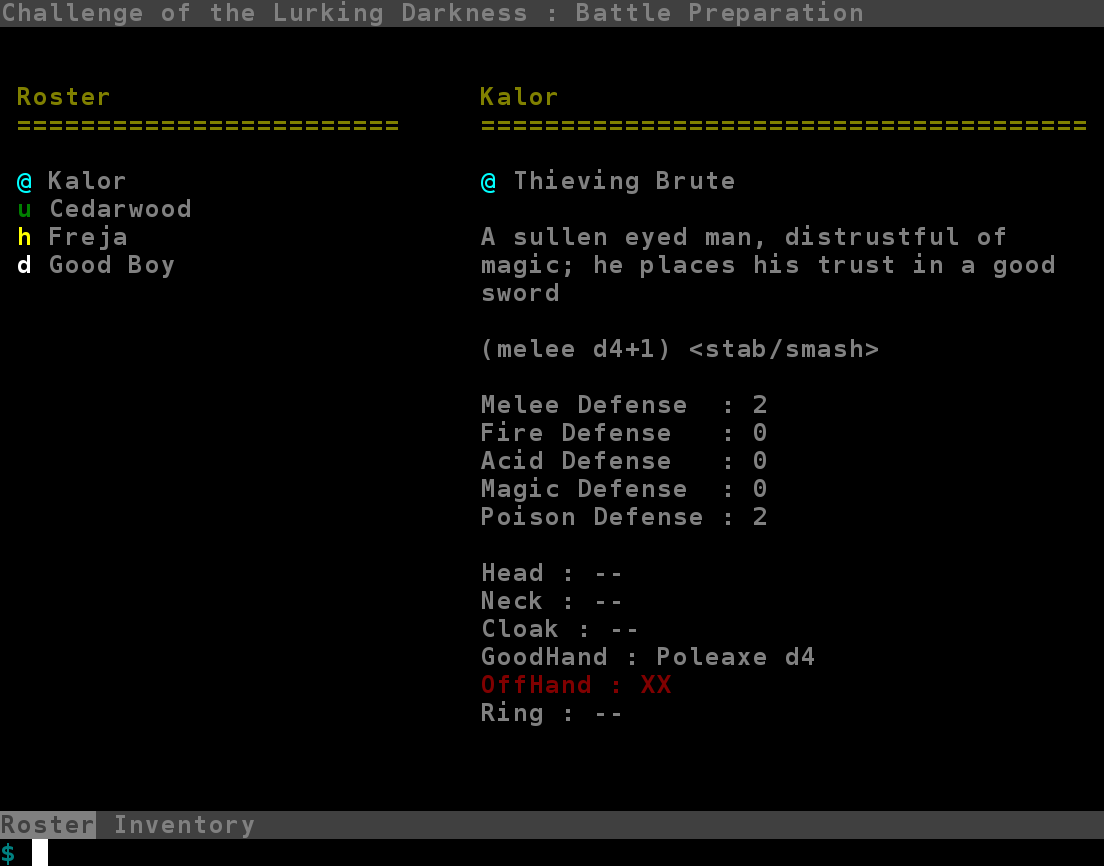 Challenge of the Lurking Darkness : Battle Preparation
Roster
========================
@ Kalor
u Cedarwood
h Freja
d Good Boy
Kalor
======================================
@ Thieving Brute
A sullen eyed man, distrustful of
magic; he places his trust in a good
sword
(melee d4+1) <stab/smash>
Melee Defense  : 2
Fire Defense   : 0
Acid Defense   : 0
Magic Defense  : 0
Poison Defense : 2
Head : --
Neck : --
Cloak : --
GoodHand : Poleaxe d4
OffHand : XX
Ring : --
Roster Inventory
$